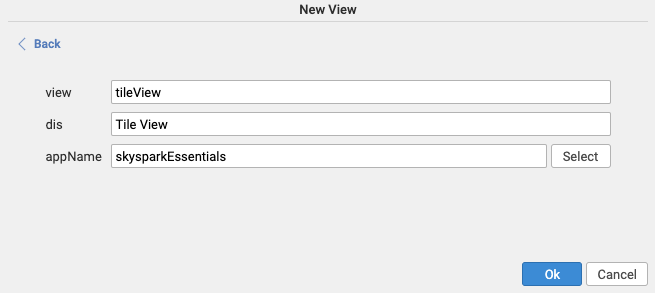 New View
Back
view tileView
dis Tile View
appName skysparkEssentials Select
Ok Cancel